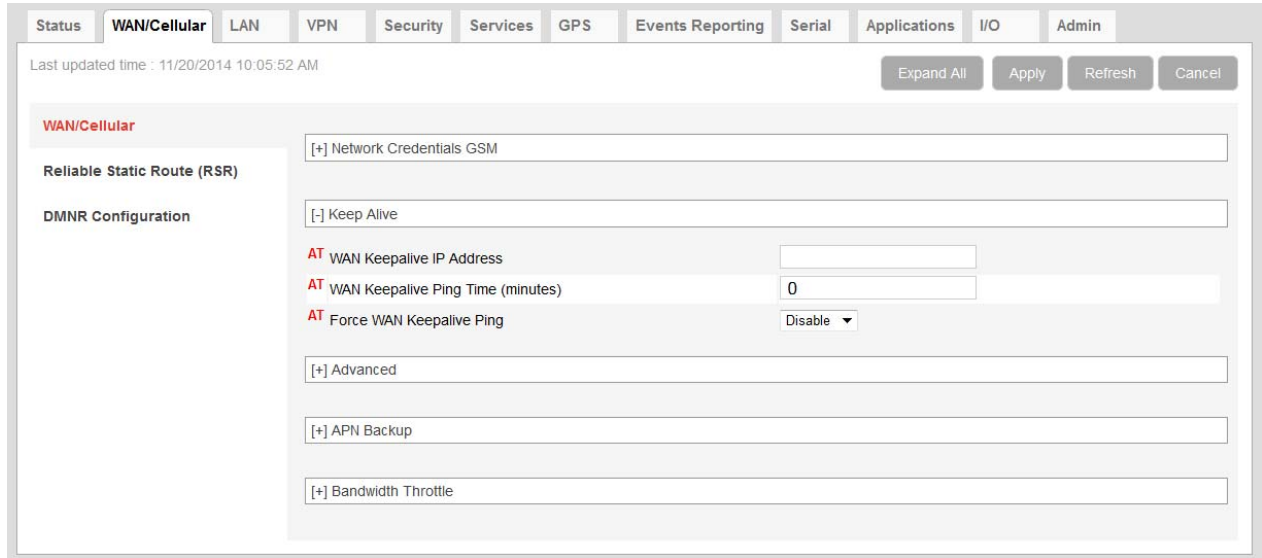 Status WAN/Cellular LAN VPN Security Services GPS Events Reporting Serial Applications I/O Admin
Last updated time : 11/20/2014 10:05:52 AM
Expand All Apply Refresh Cancel
WAN/Cellular
Reliable Static Route (RSR)
DMNR Configuration
[+] Network Credentials GSM
[-] Keep Alive
AT WAN Keepalive IP Address
AT WAN Keepalive Ping Time (minutes) 0
AT Force WAN Keepalive Ping Disable
[+] Advanced
[+] APN Backup
[+] Bandwidth Throttle